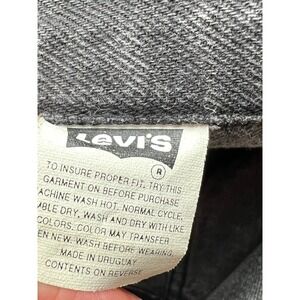 Levi's
R
TO INSURE PROPER FIT, TRY THIS
GARMENT ON BEFORE PURCHASE
MACHINE WASH HOT, NORMAL CYCLE,
TUMBLE DRY, WASH AND DRY WITH LIKE
COLORS. COLOR MAY TRANSFER
WHEN NEW. WASH BEFORE WEARING.
MADE IN URUGUAY
CONTENTS ON REVERSE